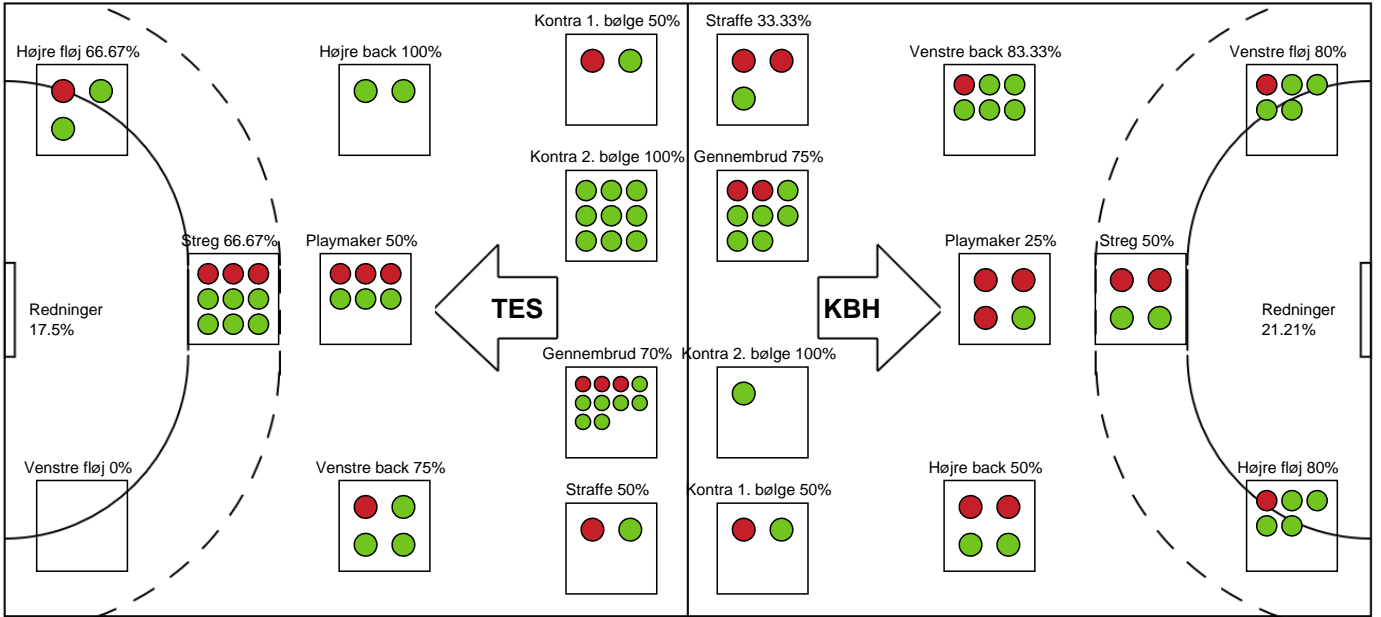 Kontra 1. bølge 50%
Straffe 33.33%
Højre fløj 66.67%
Højre back 100%
Venstre back 83.33%
Venstre fløj 80%
Kontra 2. bølge 100%
Gennembrud 75%
Streg 66.67%
Playmaker 50%
Playmaker 25%
Streg 50%
Redninger
17.5%
TES
KBH
Redninger
21.21%
Gennembrud 70%
Kontra 2. bølge 100%
Venstre fløj 0%
Venstre back 75%
Højre back 50%
Højre fløj 80%
Straffe 50%
Kontra 1. bølge 50%